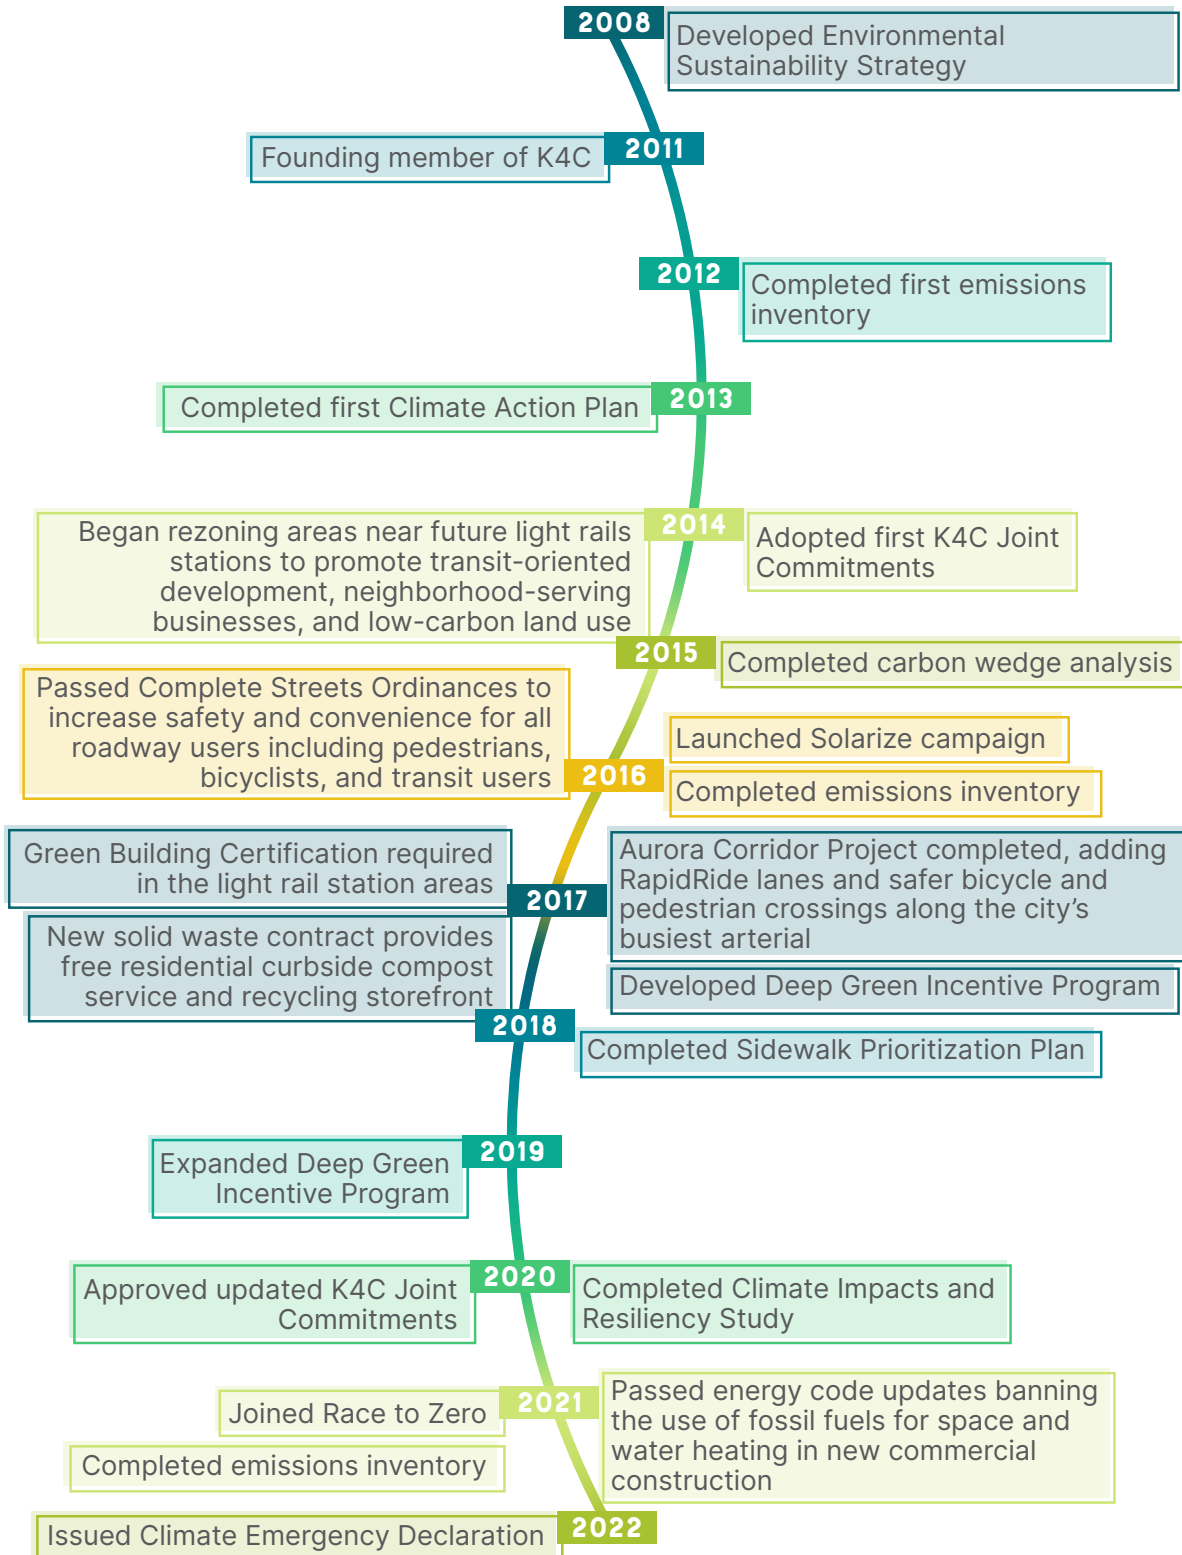 2008
Developed Environmental
Sustainability Strategy
Founding member of K4C
2011
2012
Completed first emissions
inventory
Completed first Climate Action Plan
2013
Began rezoning areas near future light rails
stations to promote transit-oriented
development, neighborhood-serving
businesses, and low-carbon land use
2014
Adopted first K4C Joint
Commitments
2015
Completed carbon wedge analysis
Passed Complete Streets Ordinances to
increase safety and convenience for all
roadway users including pedestrians,
bicyclists, and transit users
2016
Launched Solarize campaign
Completed emissions inventory
Green Building Certification required
in the light rail station areas
New solid waste contract provides
free residential curbside compost
service and recycling storefront
2017
Aurora Corridor Project completed, adding
RapidRide lanes and safer bicycle and
pedestrian crossings along the city’s
busiest arterial
Developed Deep Green Incentive Program
2018
Completed Sidewalk Prioritization Plan
Expanded Deep Green
Incentive Program
2019
Approved updated K4C Joint
Commitments
2020
Completed Climate Impacts and
Resiliency Study
Joined Race to Zero
Completed emissions inventory
2021
Passed energy code updates banning
the use of fossil fuels for space and
water heating in new commercial
construction
Issued Climate Emergency Declaration
2022